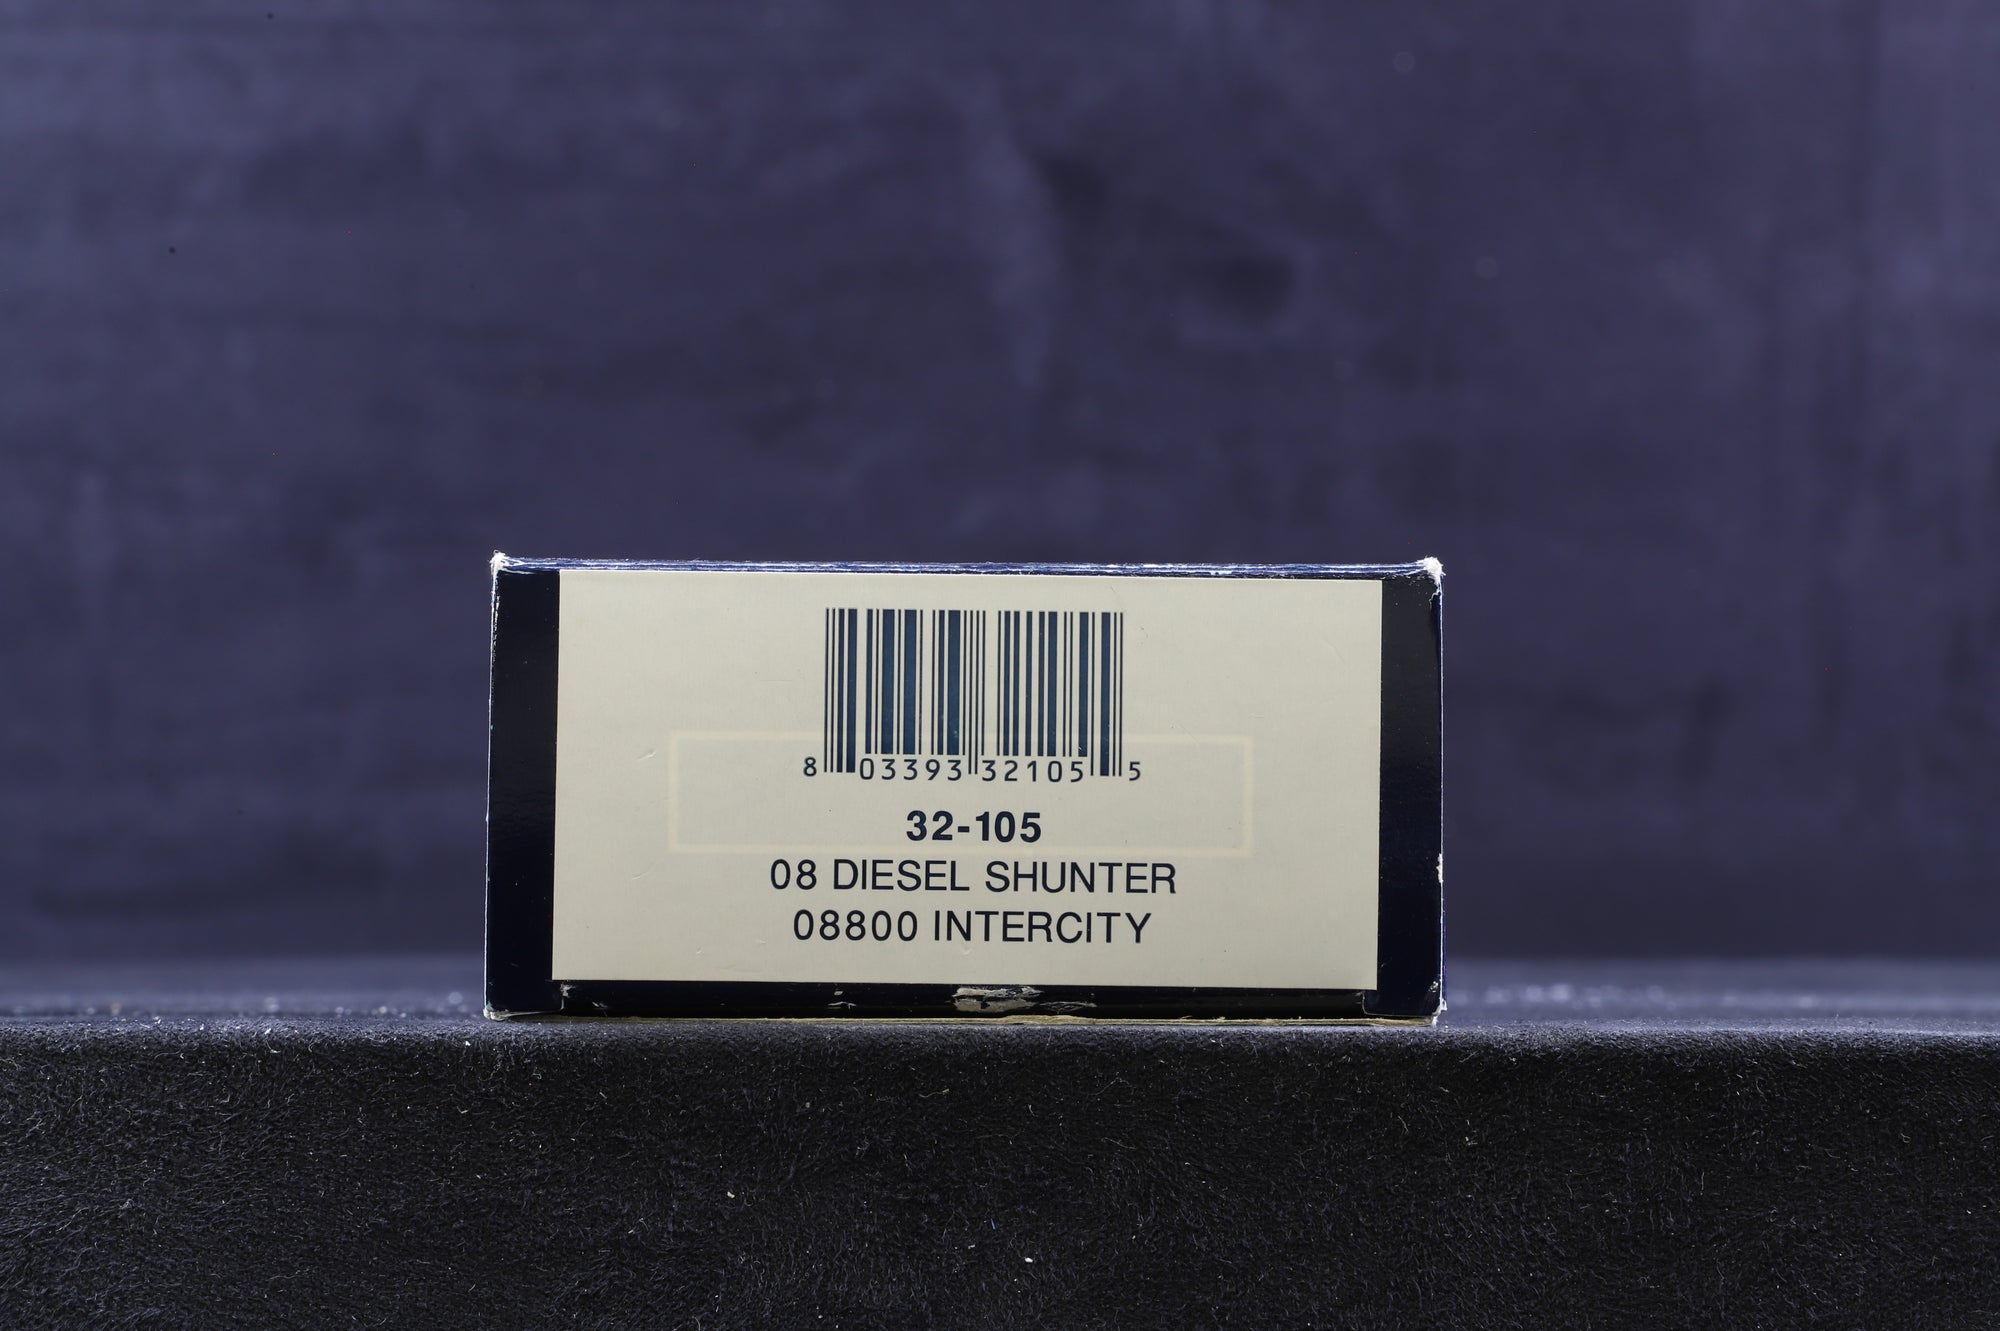 8 03393 32105 5
32-105
08 DIESEL SHUNTER
08800 INTERCITY